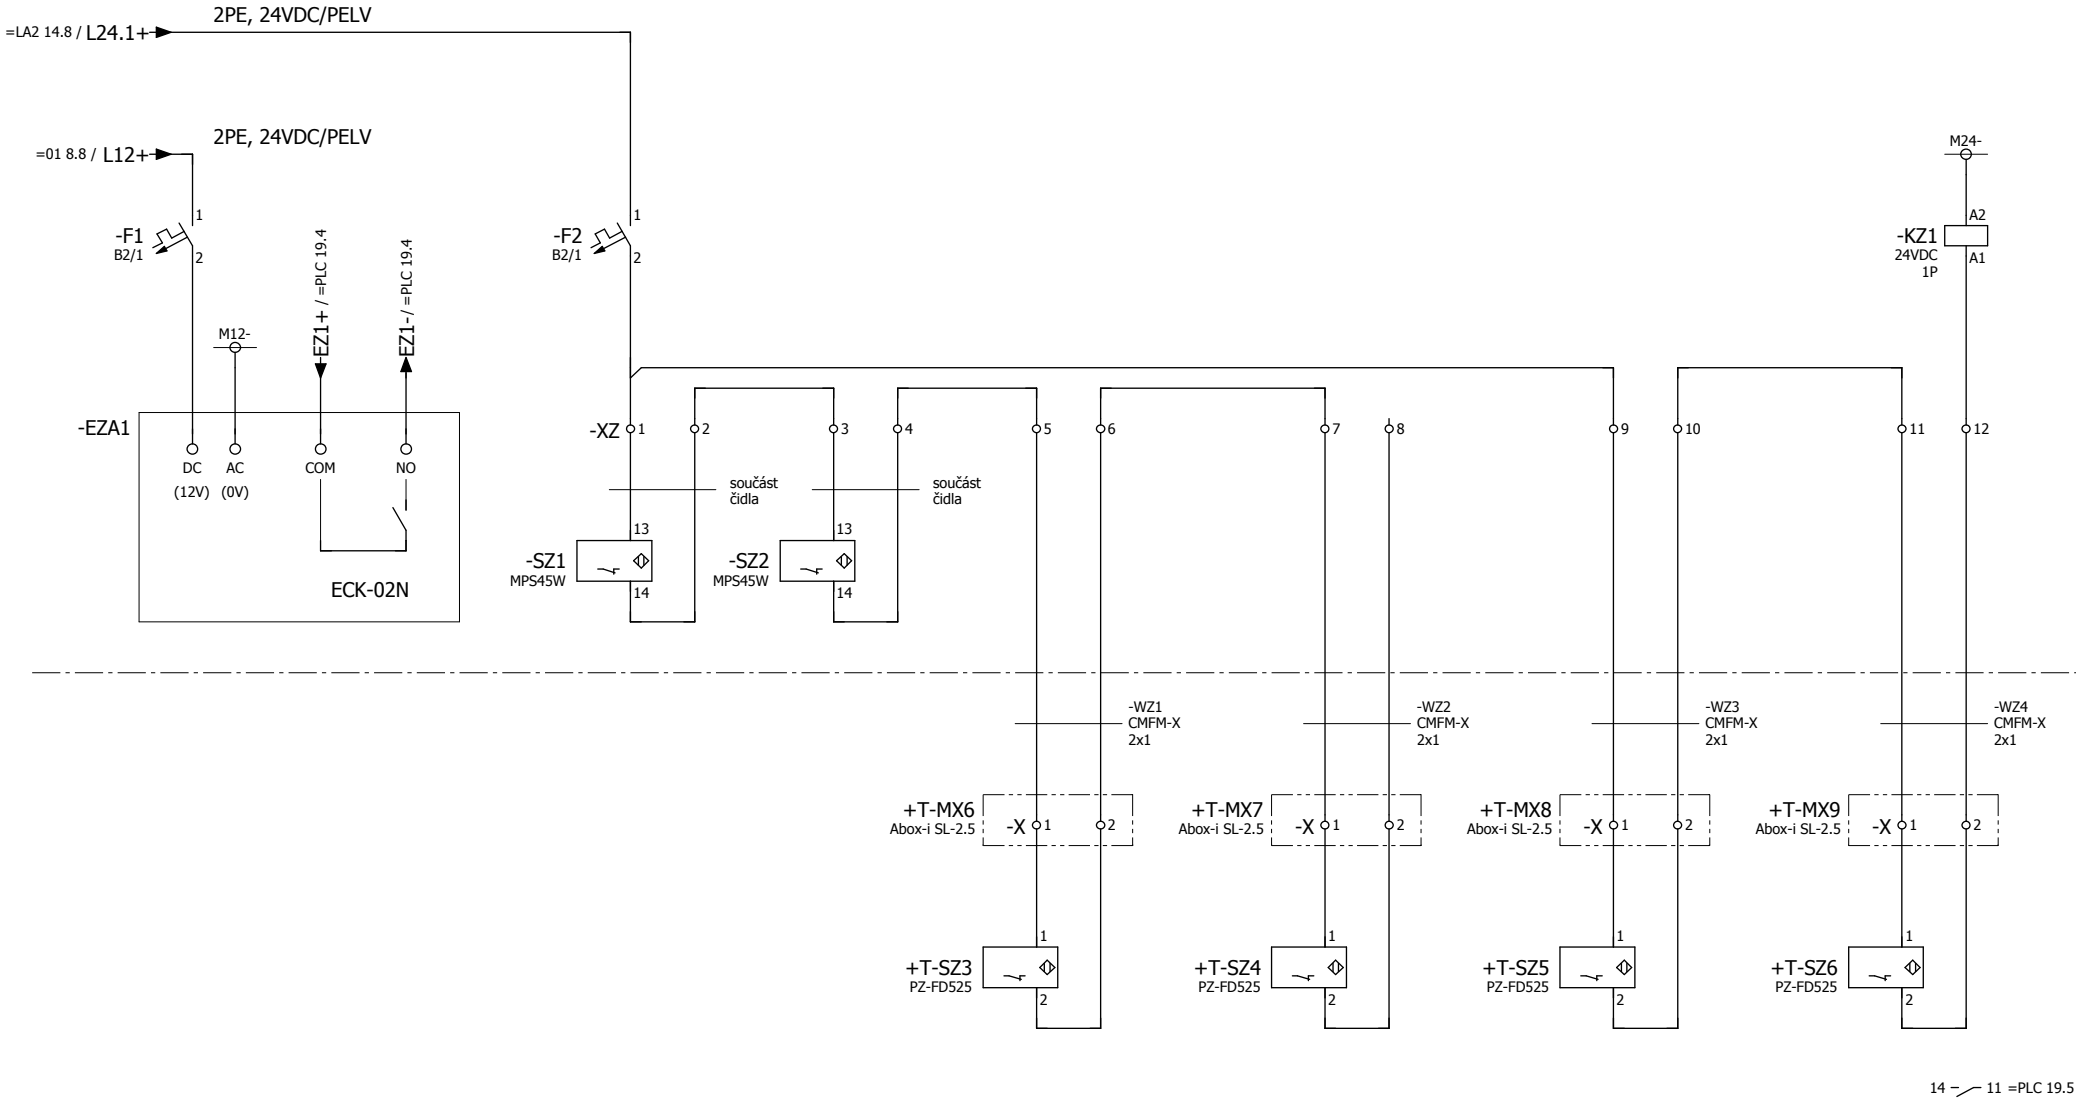 2PE, 24VDC/PELV
=LA2 14.8 / L24.1+
2PE, 24VDC/PELV
=01 8.8 / L12+
M24-
-F1
B2/1
1
2
EZ1+ / =PLC 19.4
EZ1- / =PLC 19.4
-F2
B2/1
1
2
-KZ1
24VDC
1P
A2
A1
M12-
-EZA1
DC
(12V)
AC
(0V)
COM
NO
ECK-02N
-XZ 1 2 3 4 5 6 7 8 9 10 11 12
součást
čidla
součást
čidla
-SZ1
MPS45W
13
14
-SZ2
MPS45W
13
14
-WZ1
CMFM-X
2x1
-WZ2
CMFM-X
2x1
-WZ3
CMFM-X
2x1
-WZ4
CMFM-X
2x1
+T-MX6
Abox-i SL-2.5
-X 1 2
+T-MX7
Abox-i SL-2.5
-X 1 2
+T-MX8
Abox-i SL-2.5
-X 1 2
+T-MX9
Abox-i SL-2.5
-X 1 2
+T-SZ3
PZ-FD525
1
2
+T-SZ4
PZ-FD525
1
2
+T-SZ5
PZ-FD525
1
2
+T-SZ6
PZ-FD525
1
2
14 11 =PLC 19.5